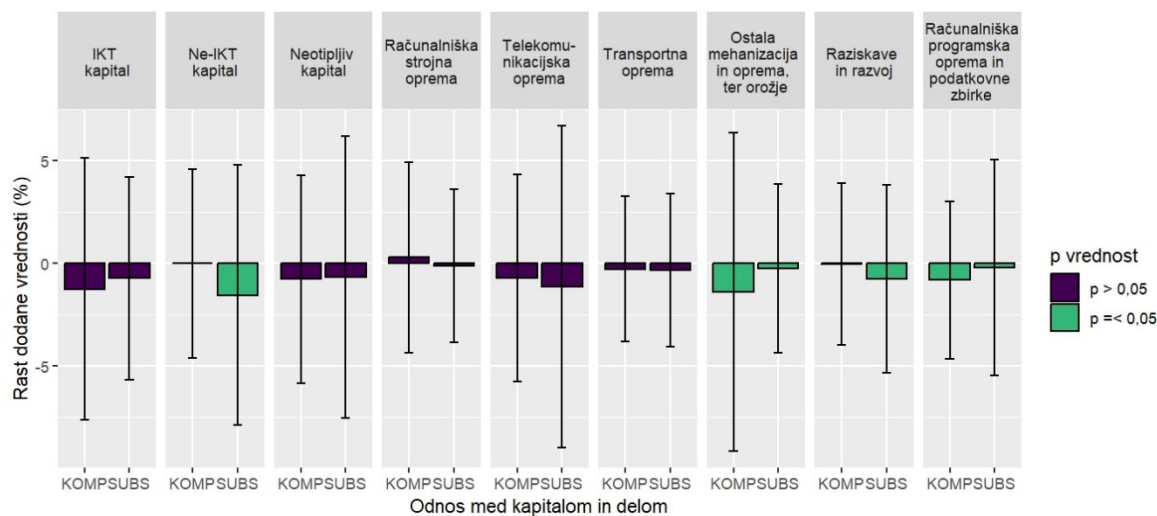 IKT
kapital
Ne-IKT
kapital
Neotipljiv
kapital
Računalniška
strojna
oprema
Telekomu-
nikacijska
oprema
Transportna
oprema
Ostala
mehanizacija
in oprema,
ter orožje
Raziskave
in razvoj
Računalniška
programska
oprema in
podatkovne
zbirke
Rast dodane vrednosti (%)
5
0
-5
KOMPSUBS KOMPSUBS KOMPSUBS KOMPSUBS KOMPSUBS KOMPSUBS KOMPSUBS KOMPSUBS KOMPSUBS
Odnos med kapitalom in delom
p vrednost
p > 0,05
p =< 0,05